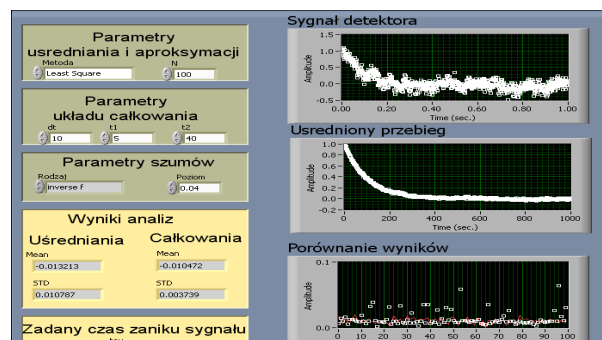 Parametry
usredniania i aproksymacji
Metoda
N
Least Square
100
Parametry
układu całkowania
dt
t1
t2
10
5
40
Parametry szumów
Rodzaj
Poziom
inverse f
0.04
Wyniki analiz
Uśredniania
Całkowania
Mean
Mean
-0.013213
-0.010472
STD
STD
0.010787
0.003739
Zadany czas zaniku sygnału
tau
Sygnał detektora
1.5
1.0
0.5
0.0
-0.5
Amplitude
0.00 0.20 0.40 0.60 0.80 1.00
Time (sec.)
Usredniony przebieg
1.0
0.8
0.6
0.4
0.2
0.0
-0.2
Amplitude
0 200 400 600 800 1000
Time (sec.)
Porównanie wyników
0.1
0.0
Amplitude
0 10 20 30 40 50 60 70 80 90 100